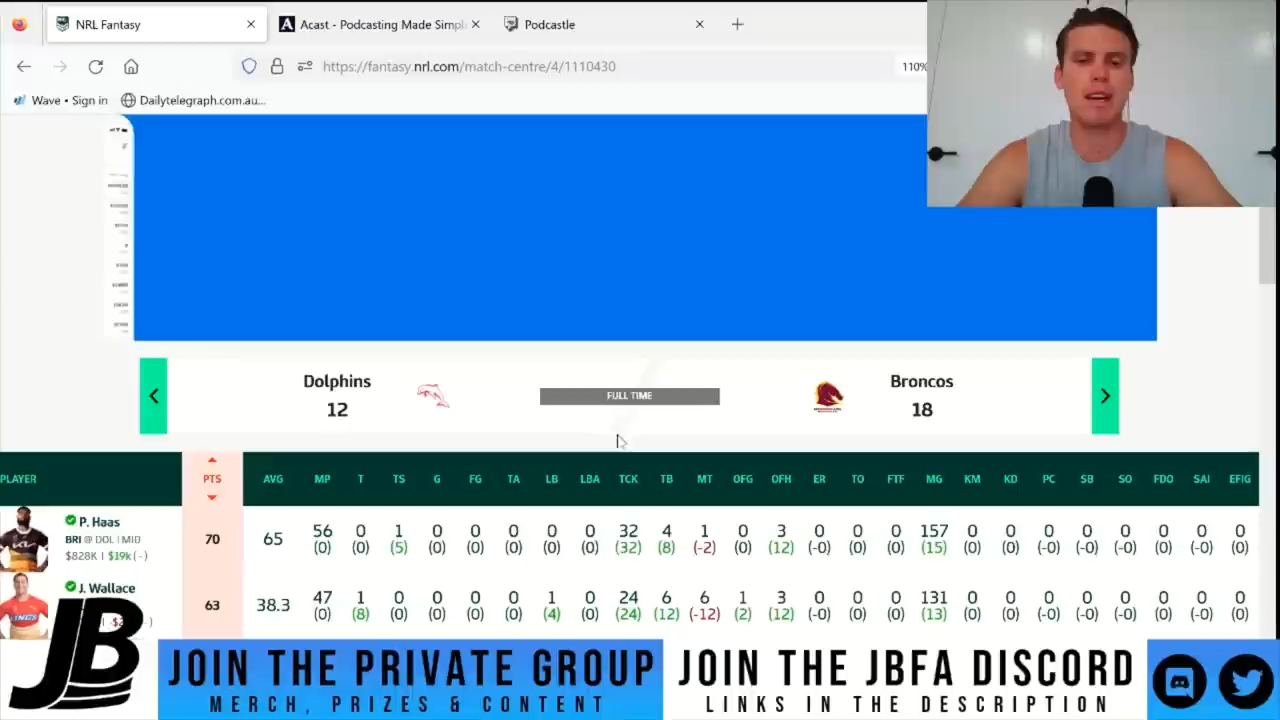 NRL Fantasy
Acast - Podcasting Made Simpl
Podcastle
https://fantasy.nrl.com/match-centre/4/1110430
110%
Wave • Sign in
Dailytelegraph.com.au...
Dolphins
12
FULL TIME
Broncos
18
PLAYER PTS AVG MP T TS G FG TA LB LBA TCK TB MT OFG OFH ER TO FTF MG KM KD PC SB SO FDO SAI EFIG
P. Haas
BRI @ DOL | MID
$828K | $19k (-)
70 65 56 0 1 0 0 0 0 0 32 4 1 0 3 0 0 0 157 0 0 0 0 0 0 0 0
(0) (0) (5) (0) (0) (0) (0) (0) (32) (8) (-2) (0) (12) (-0) (0) (0) (15) (0) (0) (-0) (0) (-0) (0) (-0) (0)
J. Wallace
63 38.3 47 1 0 0 0 0 1 0 24 6 6 1 3 0 0 0 131 0 0 0 0 0 0 0 0
(0) (8) (0) (0) (0) (0) (4) (0) (24) (12) (-12) (2) (12) (-0) (0) (0) (13) (0) (0) (-0) (0) (-0) (0) (-0) (0)
JB
JOIN THE PRIVATE GROUP
MERCH, PRIZES & CONTENT
JOIN THE JBFA DISCORD
LINKS IN THE DESCRIPTION